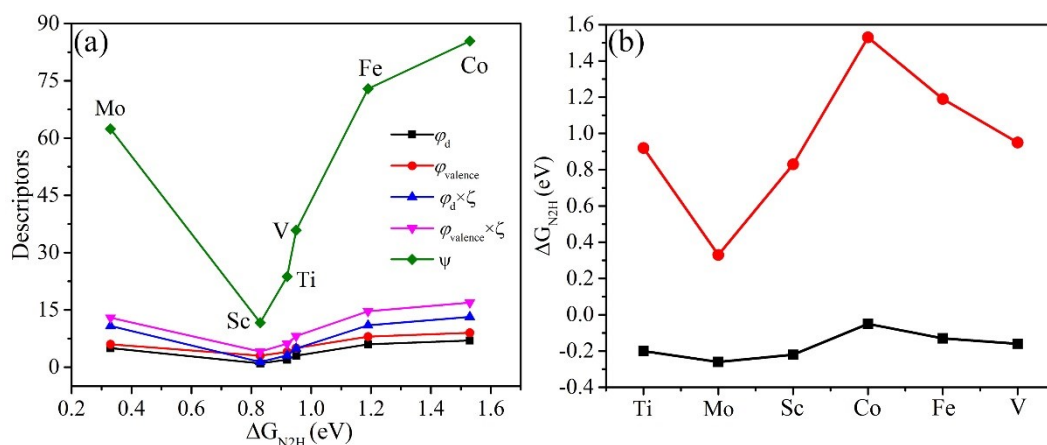 (a)
90
75
60
45
30
15
0
Descriptors
Mo
Sc
Ti
V
Fe
Co
φd
φvalence
φd×ζ
φvalence×ζ
ψ
0.2 0.4 0.6 0.8 1.0 1.2 1.4 1.6
ΔGN2H (eV)
(b)
1.6
1.4
1.2
1.0
0.8
0.6
0.4
0.2
0.0
-0.2
-0.4
ΔGN2H (eV)
Ti Mo Sc Co Fe V